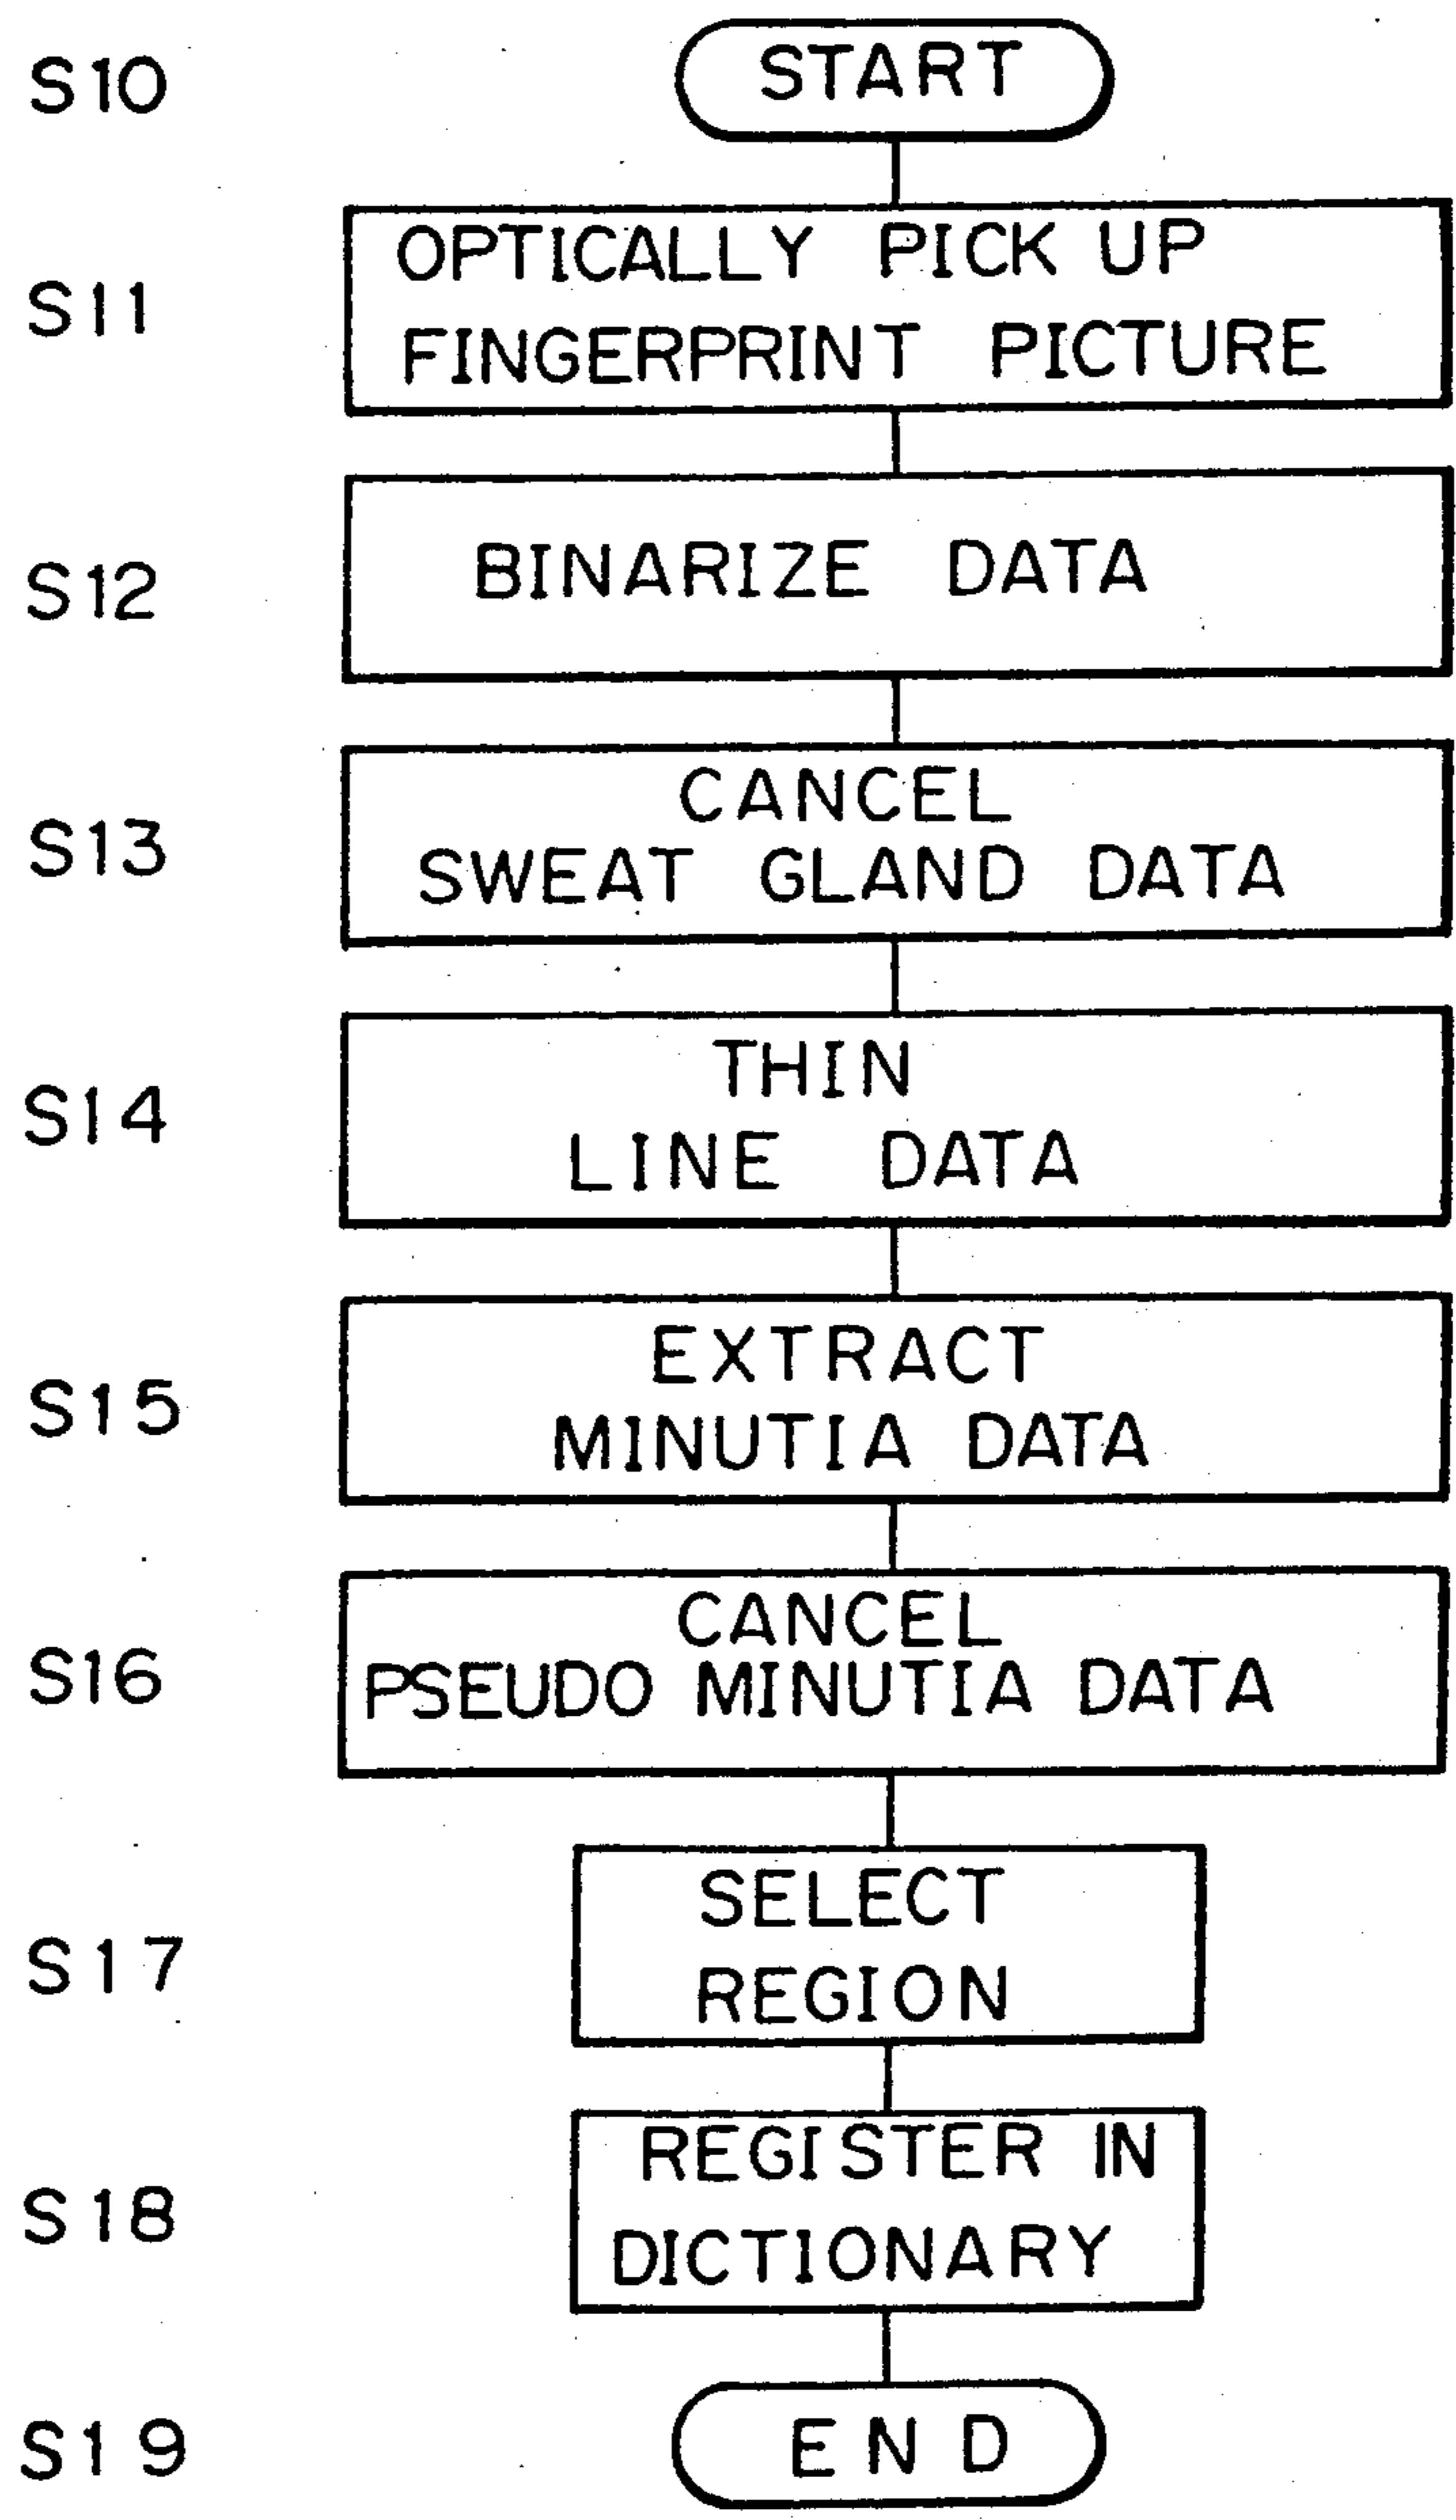 S10 START
S11 OPTICALLY PICK UP
FINGERPRINT PICTURE
S12 BINARIZE DATA
S13 CANCEL
SWEAT GLAND DATA
S14 THIN
LINE DATA
S15 EXTRACT
MINUTIA DATA
S16 CANCEL
PSEUDO MINUTIA DATA
S17 SELECT
REGION
S18 REGISTER IN
DICTIONARY
S19 END